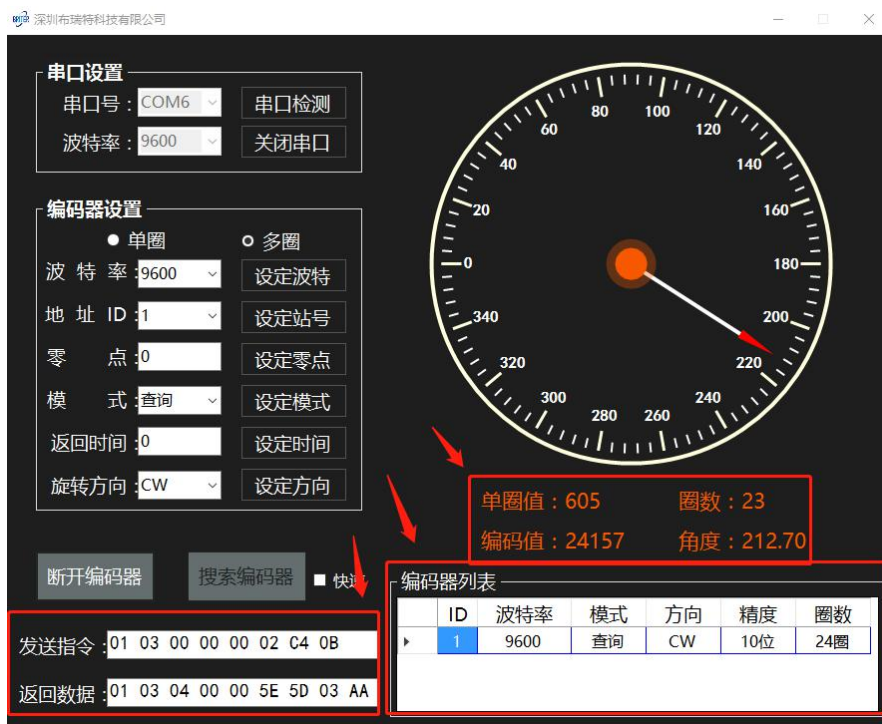 深圳布瑞特科技有限公司
串口设置
串口号：COM6 串口检测
波特率：9600 关闭串口
编码器设置
单圈 多圈
波 特 率：9600 设定波特
地 址 ID：1 设定站号
零 点：0 设定零点
模 式：查询 设定模式
返回时间：0 设定时间
旋转方向：CW 设定方向
断开编码器 搜索编码器 快速
发送指令：01 03 00 00 00 02 C4 0B
返回数据：01 03 04 00 00 5E 5D 03 AA
0
20
40
60
80
100
120
140
160
180
200
220
240
260
280
300
320
340
单圈值：605 圈数：23
编码值：24157 角度：212.70
编码器列表
ID 波特率 模式 方向 精度 圈数
1 9600 查询 CW 10位 24圈